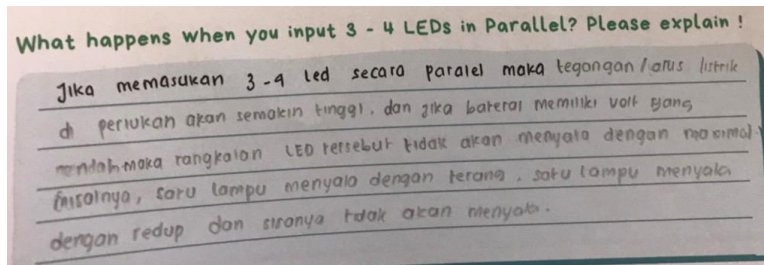 What happens when you input 3 - 4 LEDs in Parallel? Please explain !
Jika memasukan 3-4 led secara paralel maka tegangan / arus listrik
di perlukan akan semakin tinggi, dan jika baterai memiliki volt yang
rendah maka rangkaian LED tersebut tidak akan menyala dengan maximal.
misalnya, satu lampu menyala dengan terang, satu lampu menyala
dengan redup dan sisanya tidak akan menyala.